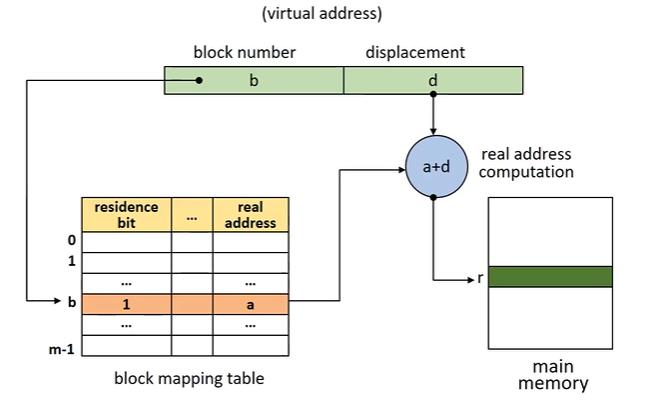 (virtual address)
block number displacement
b d
a+d
real address
computation
residence
bit
...
real
address
0
1
... ...
b 1 a
... ...
m-1
r
block mapping table
main
memory